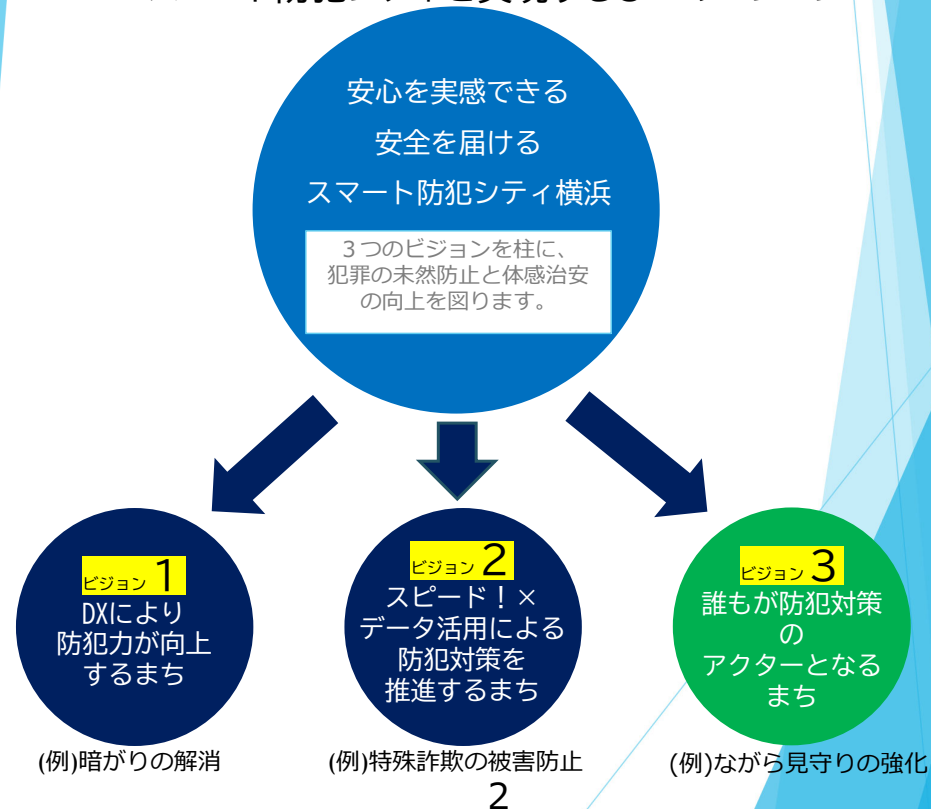 安心を実感できる
安全を届ける
スマート防犯シティ横浜
３つのビジョンを柱に、
犯罪の未然防止と体感治安
の向上を図ります。
ビジョン 1
DXにより
防犯力が向上
するまち
ビジョン 2
スピード！×
データ活用による
防犯対策を
推進するまち
ビジョン 3
誰もが防犯対策
の
アクターとなる
まち
(例)暗がりの解消
(例)特殊詐欺の被害防止
(例)ながら見守りの強化
2